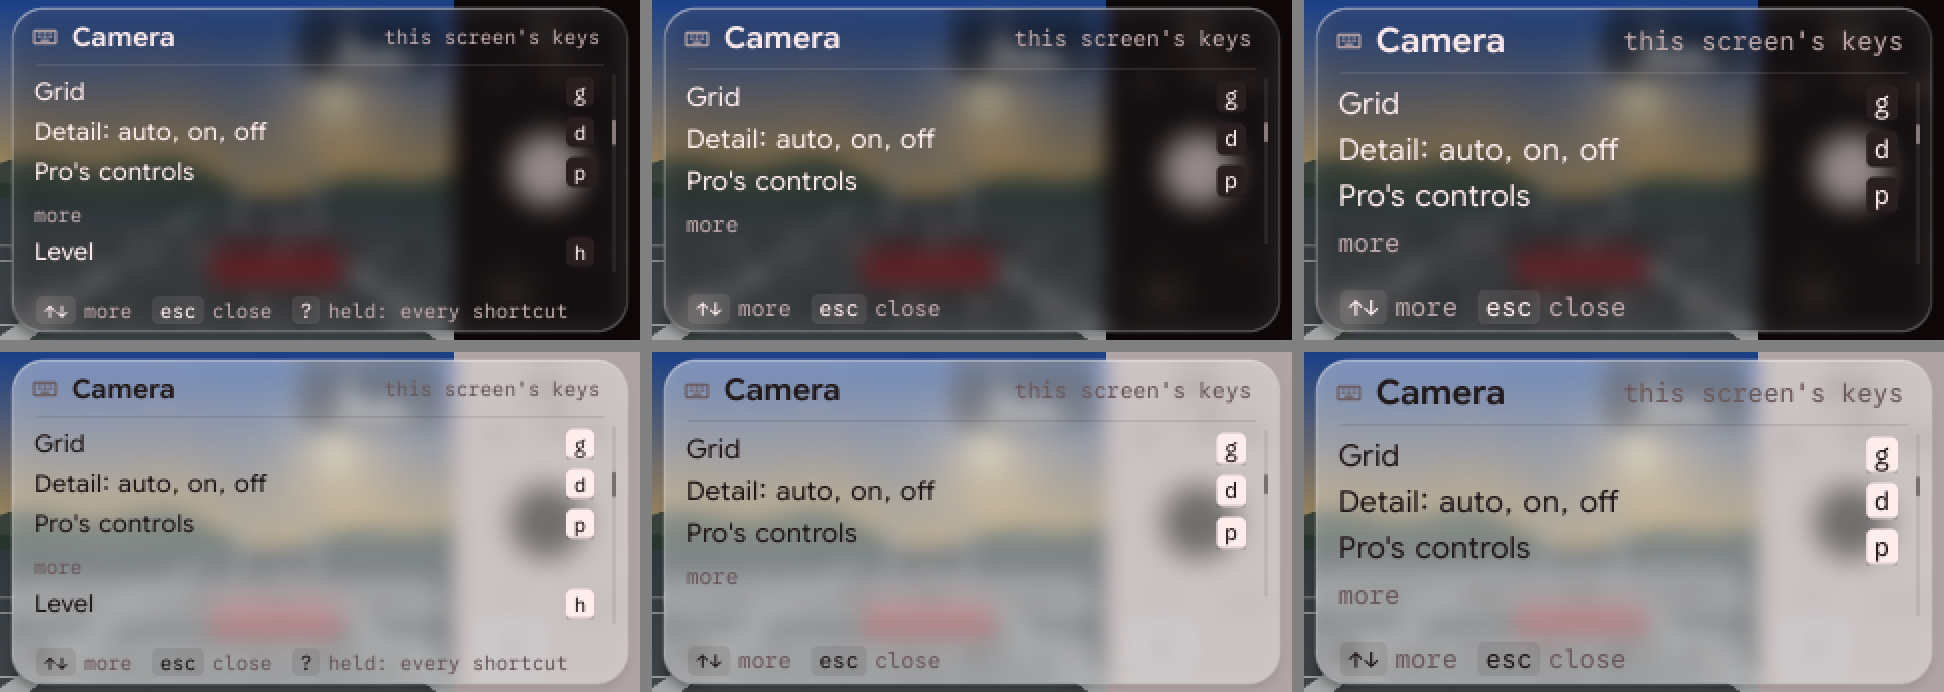 Camera this screen's keys
Grid g
Detail: auto, on, off d
Pro's controls p
more
Level h
↑↓ more esc close ? held: every shortcut
Camera this screen's keys
Grid g
Detail: auto, on, off d
Pro's controls p
more
↑↓ more esc close
Camera this screen's keys
Grid g
Detail: auto, on, off d
Pro's controls p
more
↑↓ more esc close
Camera this screen's keys
Grid g
Detail: auto, on, off d
Pro's controls p
more
Level h
↑↓ more esc close ? held: every shortcut
Camera this screen's keys
Grid g
Detail: auto, on, off d
Pro's controls p
more
↑↓ more esc close
Camera this screen's keys
Grid g
Detail: auto, on, off d
Pro's controls p
more
↑↓ more esc close